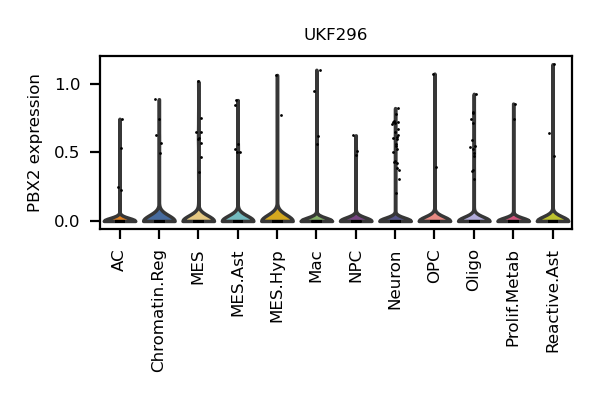 UKF296
PBX2 expression
1.0
0.5
0.0
AC
Chromatin.Reg
MES
MES.Ast
MES.Hyp
Mac
NPC
Neuron
OPC
Oligo
Prolif.Metab
Reactive.Ast